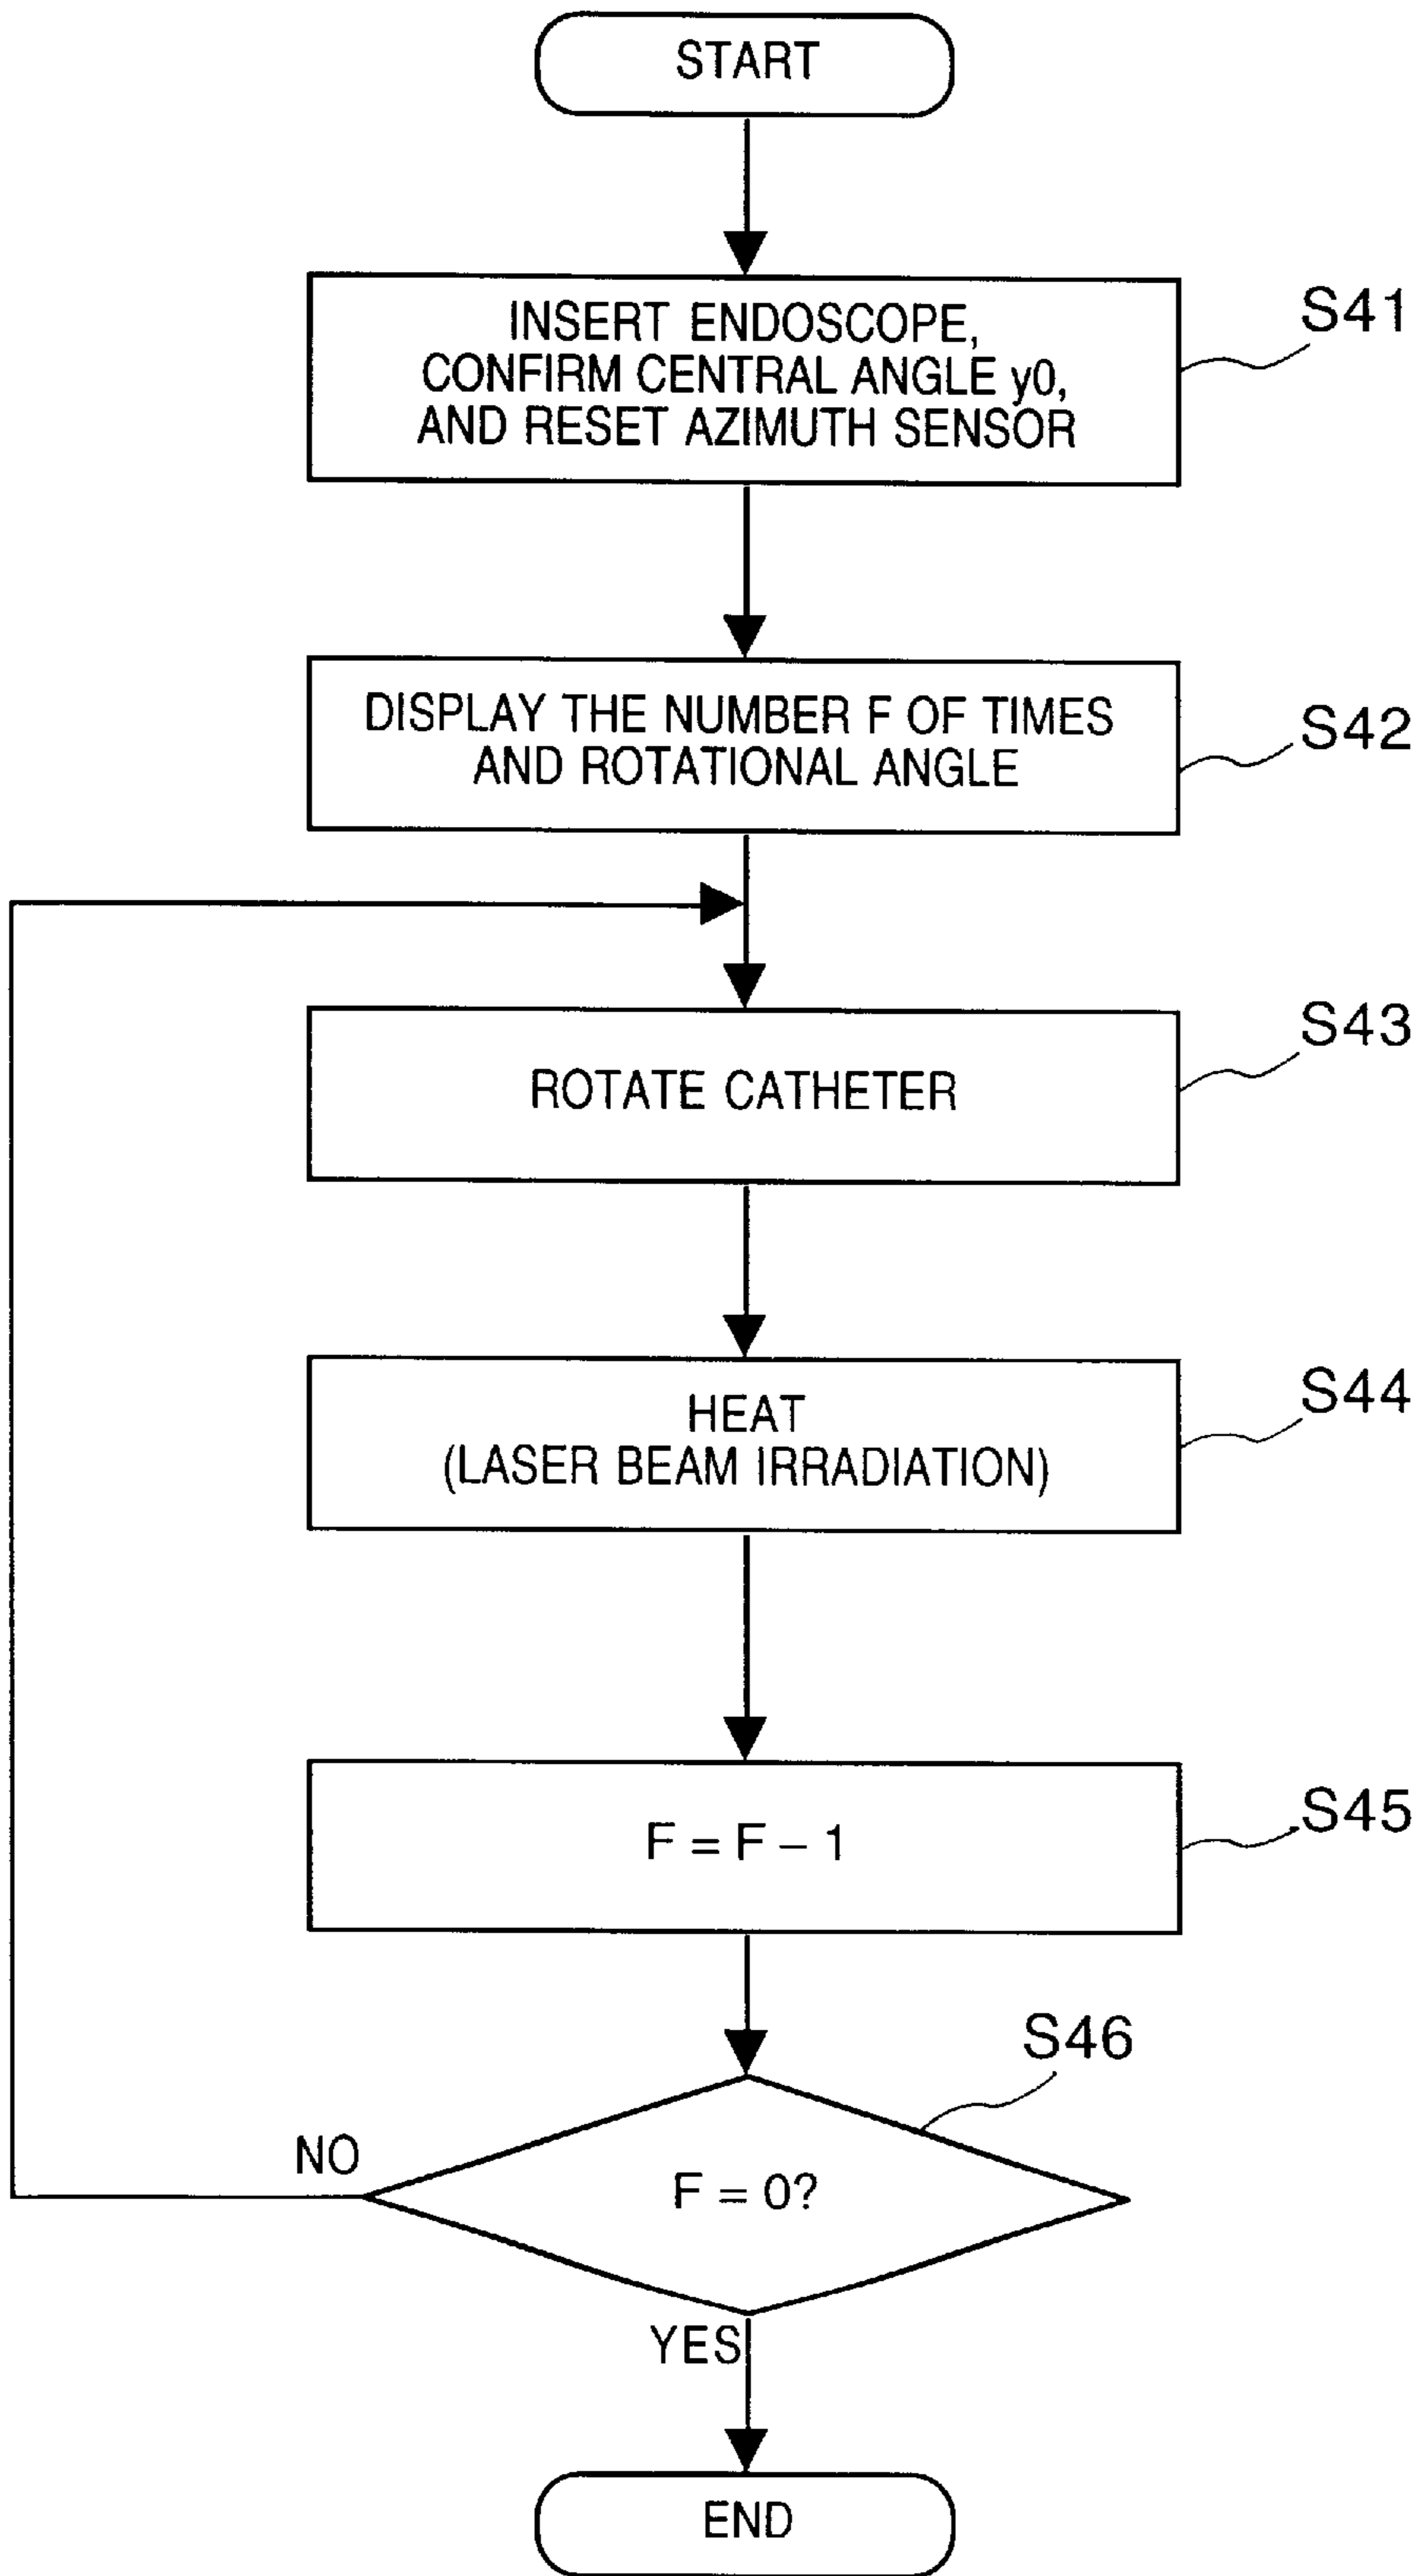 START
INSERT ENDOSCOPE,
CONFIRM CENTRAL ANGLE y0,
AND RESET AZIMUTH SENSOR
S41
DISPLAY THE NUMBER F OF TIMES
AND ROTATIONAL ANGLE
S42
ROTATE CATHETER
S43
HEAT
(LASER BEAM IRRADIATION)
S44
F = F – 1
S45
S46
NO
F = 0?
YES
END